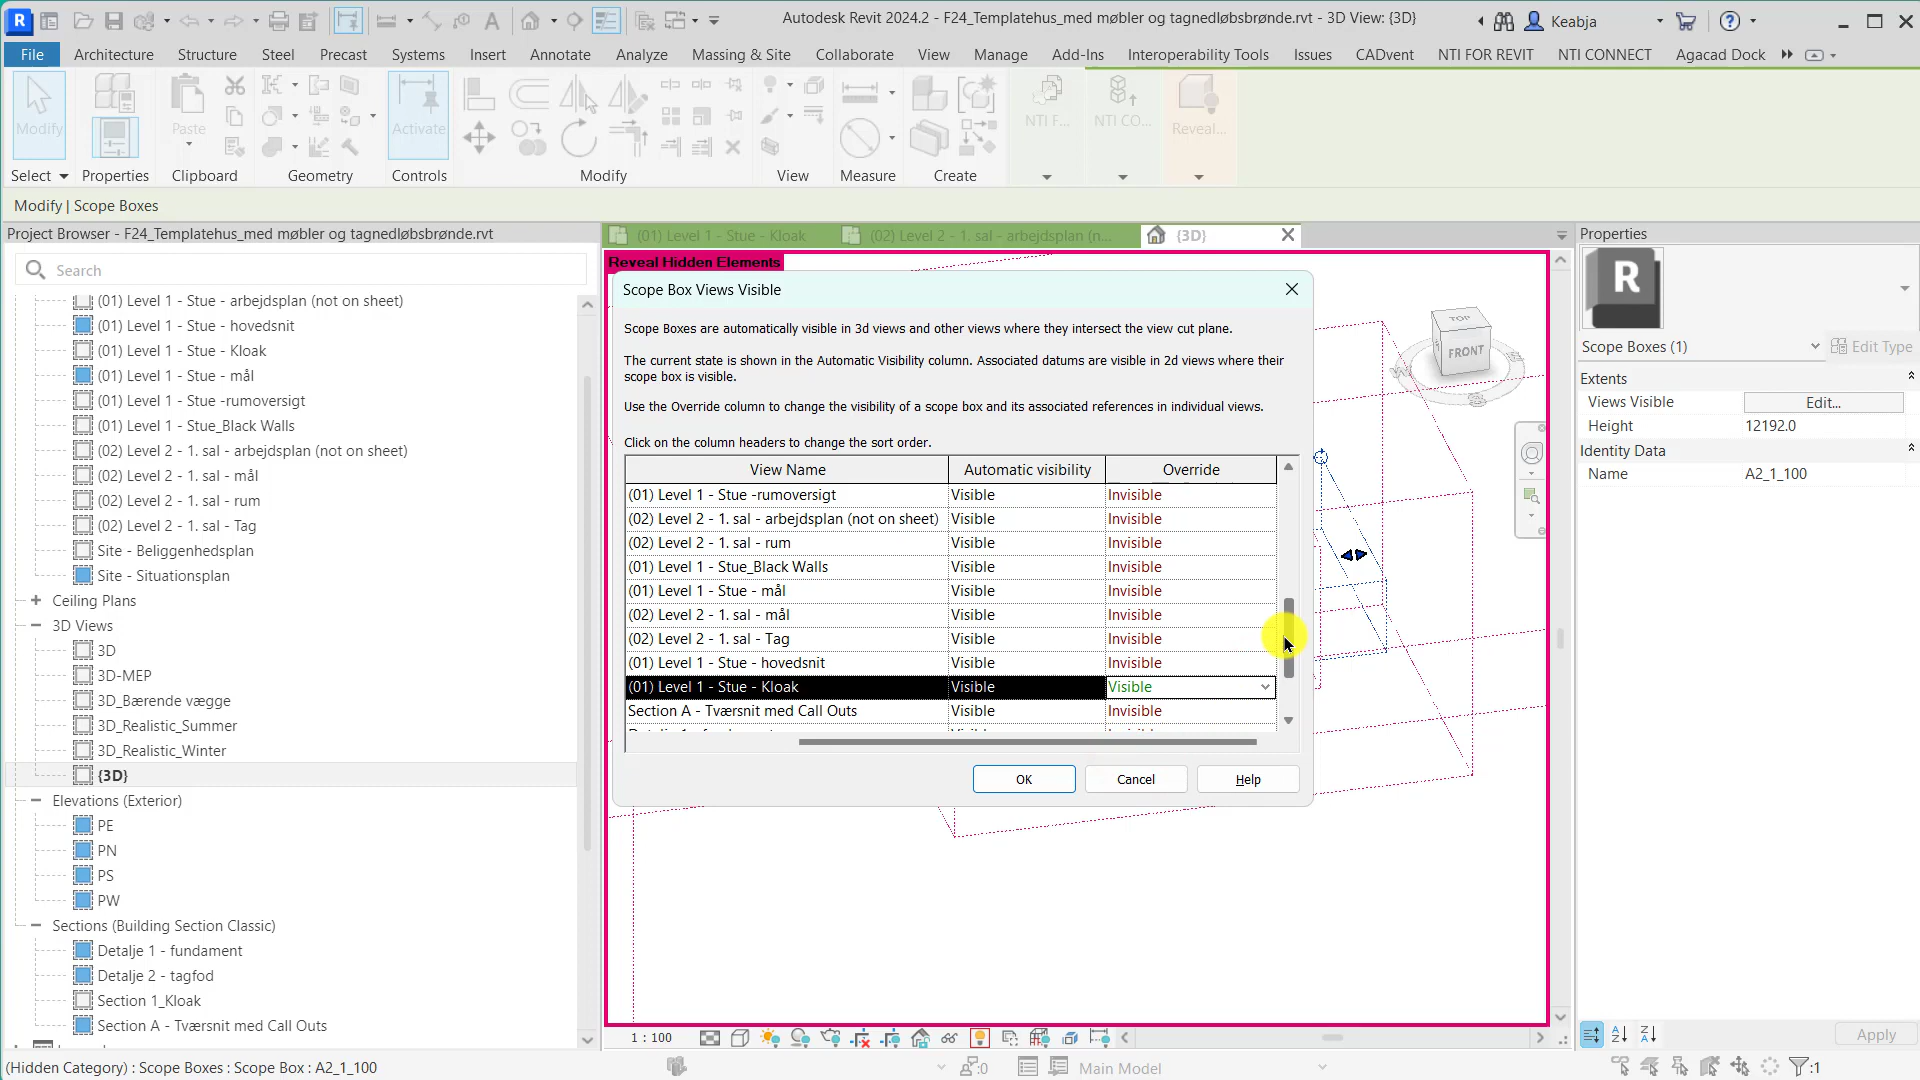 Autodesk Revit 2024.2 - F24_Templatehus_med møbler og tagnedløbsbrønde.rvt - 3D View: {3D}
Keabja
File Architecture Structure Steel Precast Systems Insert Annotate Analyze Massing & Site Collaborate View Manage Add-Ins Interoperability Tools Issues CADvent NTI FOR REVIT NTI CONNECT Agacad Dock
Modify Paste Activate NTI F... NTI CO... Reveal...
Select Properties Clipboard Geometry Controls Modify View Measure Create
Modify | Scope Boxes
Project Browser - F24_Templatehus_med møbler og tagnedløbsbrønde.rvt
Search
(01) Level 1 - Stue - arbejdsplan (not on sheet)
(01) Level 1 - Stue - hovedsnit
(01) Level 1 - Stue - Kloak
(01) Level 1 - Stue - mål
(01) Level 1 - Stue -rumoversigt
(01) Level 1 - Stue_Black Walls
(02) Level 2 - 1. sal - arbejdsplan (not on sheet)
(02) Level 2 - 1. sal - mål
(02) Level 2 - 1. sal - rum
(02) Level 2 - 1. sal - Tag
Site - Beliggenhedsplan
Site - Situationsplan
Ceiling Plans
3D Views
3D
3D-MEP
3D_Bærende vægge
3D_Realistic_Summer
3D_Realistic_Winter
{3D}
Elevations (Exterior)
PE
PN
PS
PW
Sections (Building Section Classic)
Detalje 1 - fundament
Detalje 2 - tagfod
Section 1_Kloak
Section A - Tværsnit med Call Outs
(01) Level 1 - Stue - Kloak
(02) Level 2 - 1. sal - arbejdsplan (n...
{3D}
Reveal Hidden Elements
Scope Box Views Visible
Scope Boxes are automatically visible in 3d views and other views where they intersect the view cut plane.
The current state is shown in the Automatic Visibility column. Associated datums are visible in 2d views where their
scope box is visible.
Use the Override column to change the visibility of a scope box and its associated references in individual views.
Click on the column headers to change the sort order.
View Name Automatic visibility Override
(01) Level 1 - Stue -rumoversigt Visible Invisible
(02) Level 2 - 1. sal - arbejdsplan (not on sheet) Visible Invisible
(02) Level 2 - 1. sal - rum Visible Invisible
(01) Level 1 - Stue_Black Walls Visible Invisible
(01) Level 1 - Stue - mål Visible Invisible
(02) Level 2 - 1. sal - mål Visible Invisible
(02) Level 2 - 1. sal - Tag Visible Invisible
(01) Level 1 - Stue - hovedsnit Visible Invisible
(01) Level 1 - Stue - Kloak Visible Visible
Section A - Tværsnit med Call Outs Visible Invisible
OK Cancel Help
TOP
FRONT
Properties
R
Scope Boxes (1) Edit Type
Extents
Views Visible Edit...
Height 12192.0
Identity Data
Name A2_1_100
Apply
1 : 100
(Hidden Category) : Scope Boxes : Scope Box : A2_1_100
:0
Main Model
:1